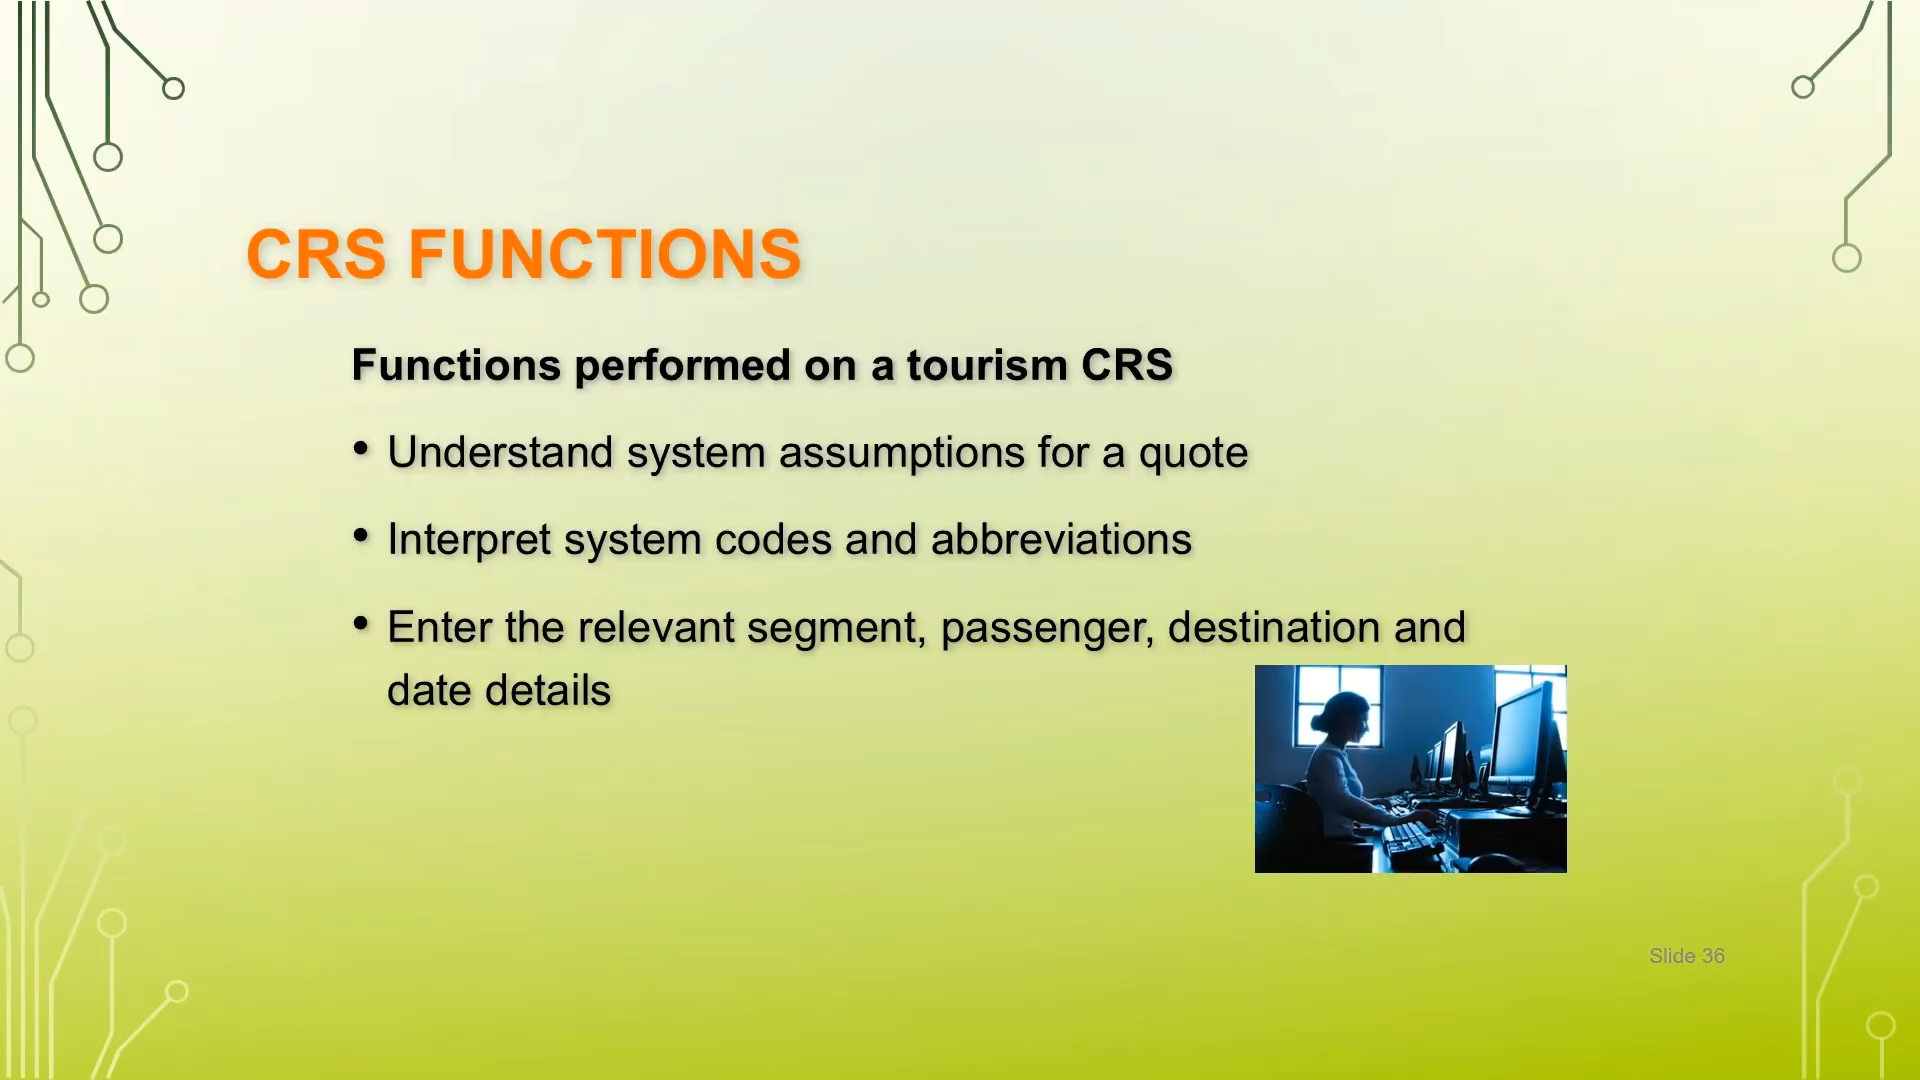 CRS FUNCTIONS
Functions performed on a tourism CRS
• Understand system assumptions for a quote
• Interpret system codes and abbreviations
• Enter the relevant segment, passenger, destination and
date details
Slide 36